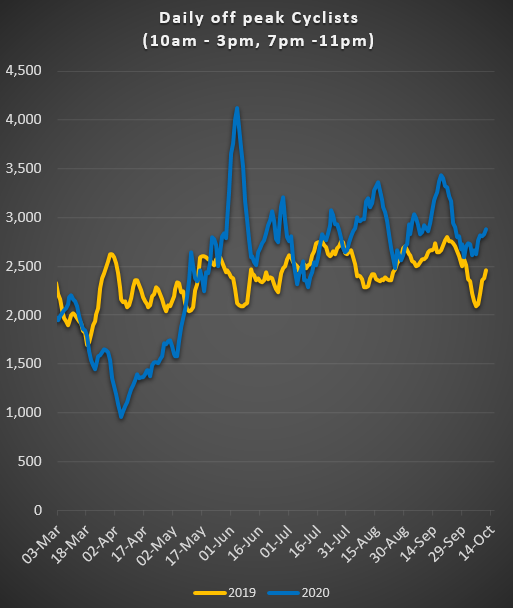 Daily off peak Cyclists
(10am - 3pm, 7pm -11pm)
4,500
4,000
3,500
3,000
2,500
2,000
1,500
1,000
500
0
03-Mar
18-Mar
02-Apr
17-Apr
02-May
17-May
01-Jun
16-Jun
01-Jul
16-Jul
31-Jul
15-Aug
30-Aug
14-Sep
29-Sep
14-Oct
2019
2020